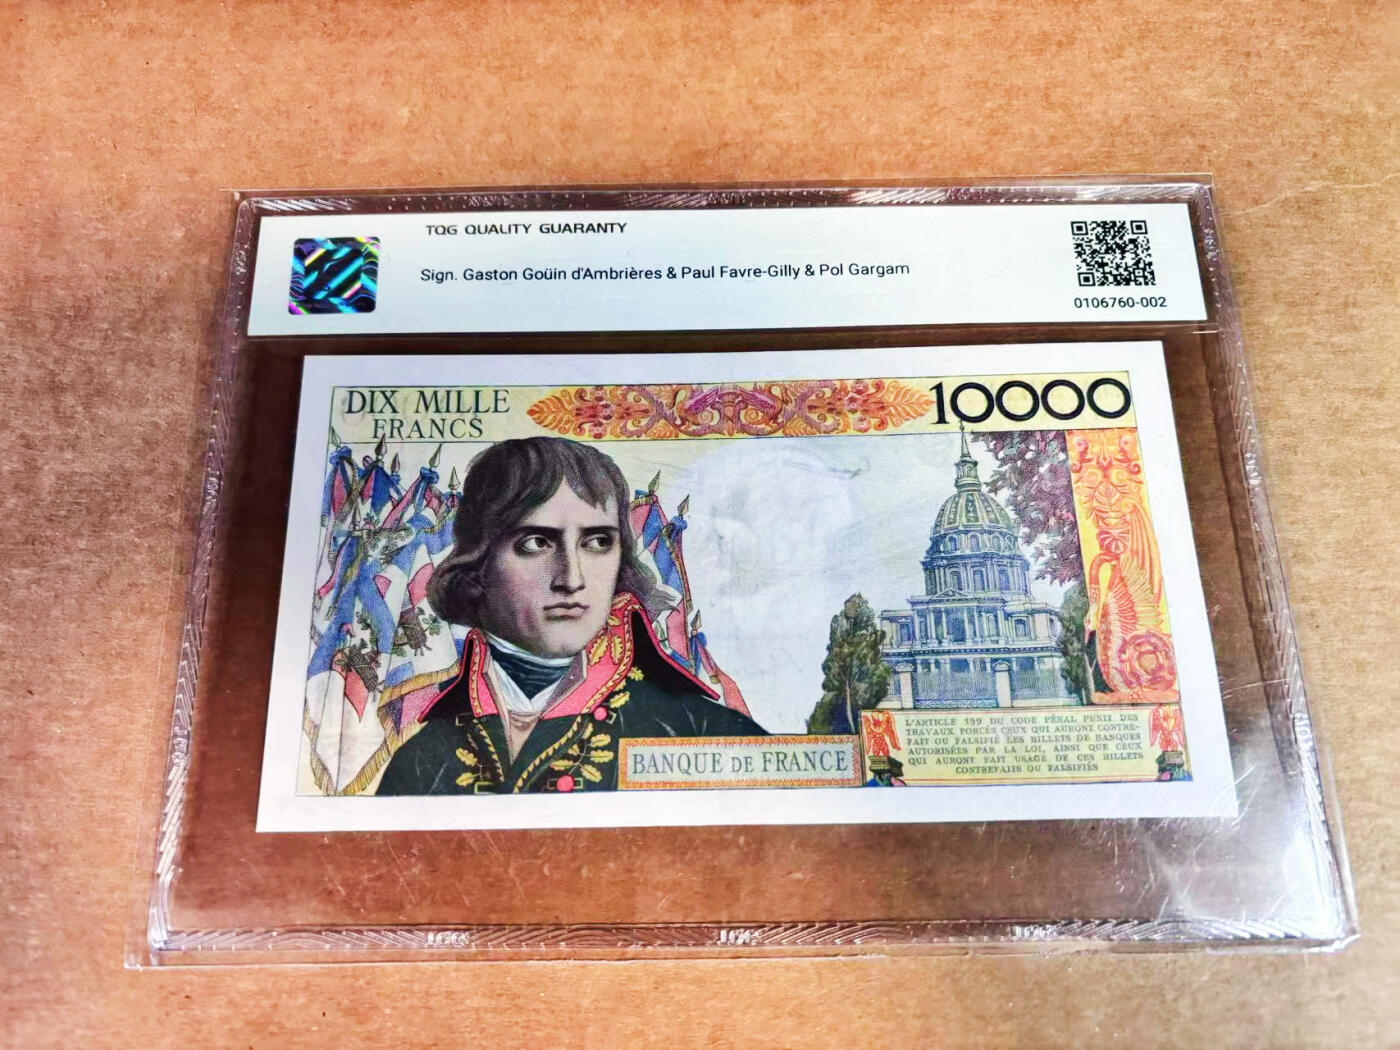 TQG QUALITY GUARANTY
Sign. Gaston Goüin d'Ambrières & Paul Favre-Gilly & Pol Gargam
0106760-002
DIX MILLE
FRANCS
10000
BANQUE DE FRANCE
L'ARTICLE 139 DU CODE PÉNAL PUNIT DES
TRAVAUX FORCÉS CEUX QUI AURONT CONTRE-
FAIT OU FALSIFIÉ LES BILLETS DE BANQUES
AUTORISÉES PAR LA LOI, AINSI QUE CEUX
QUI AURONT FAIT USAGE DE CES BILLETS
CONTREFAITS OU FALSIFIÉS